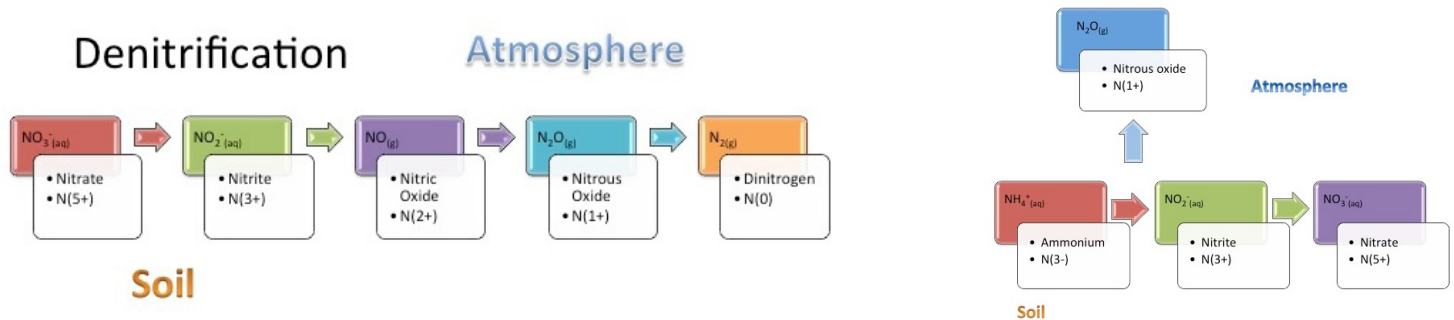 Denitrification
Atmosphere
NO₃⁻(aq)
• Nitrate
• N(5+)
NO₂⁻(aq)
• Nitrite
• N(3+)
NO(g)
• Nitric
Oxide
• N(2+)
N₂O(g)
• Nitrous
Oxide
• N(1+)
N₂(g)
• Dinitrogen
• N(0)
Soil
N₂O(g)
• Nitrous oxide
• N(1+)
Atmosphere
NH₄⁺(aq)
• Ammonium
• N(3-)
NO₂⁻(aq)
• Nitrite
• N(3+)
NO₃⁻(aq)
• Nitrate
• N(5+)
Soil